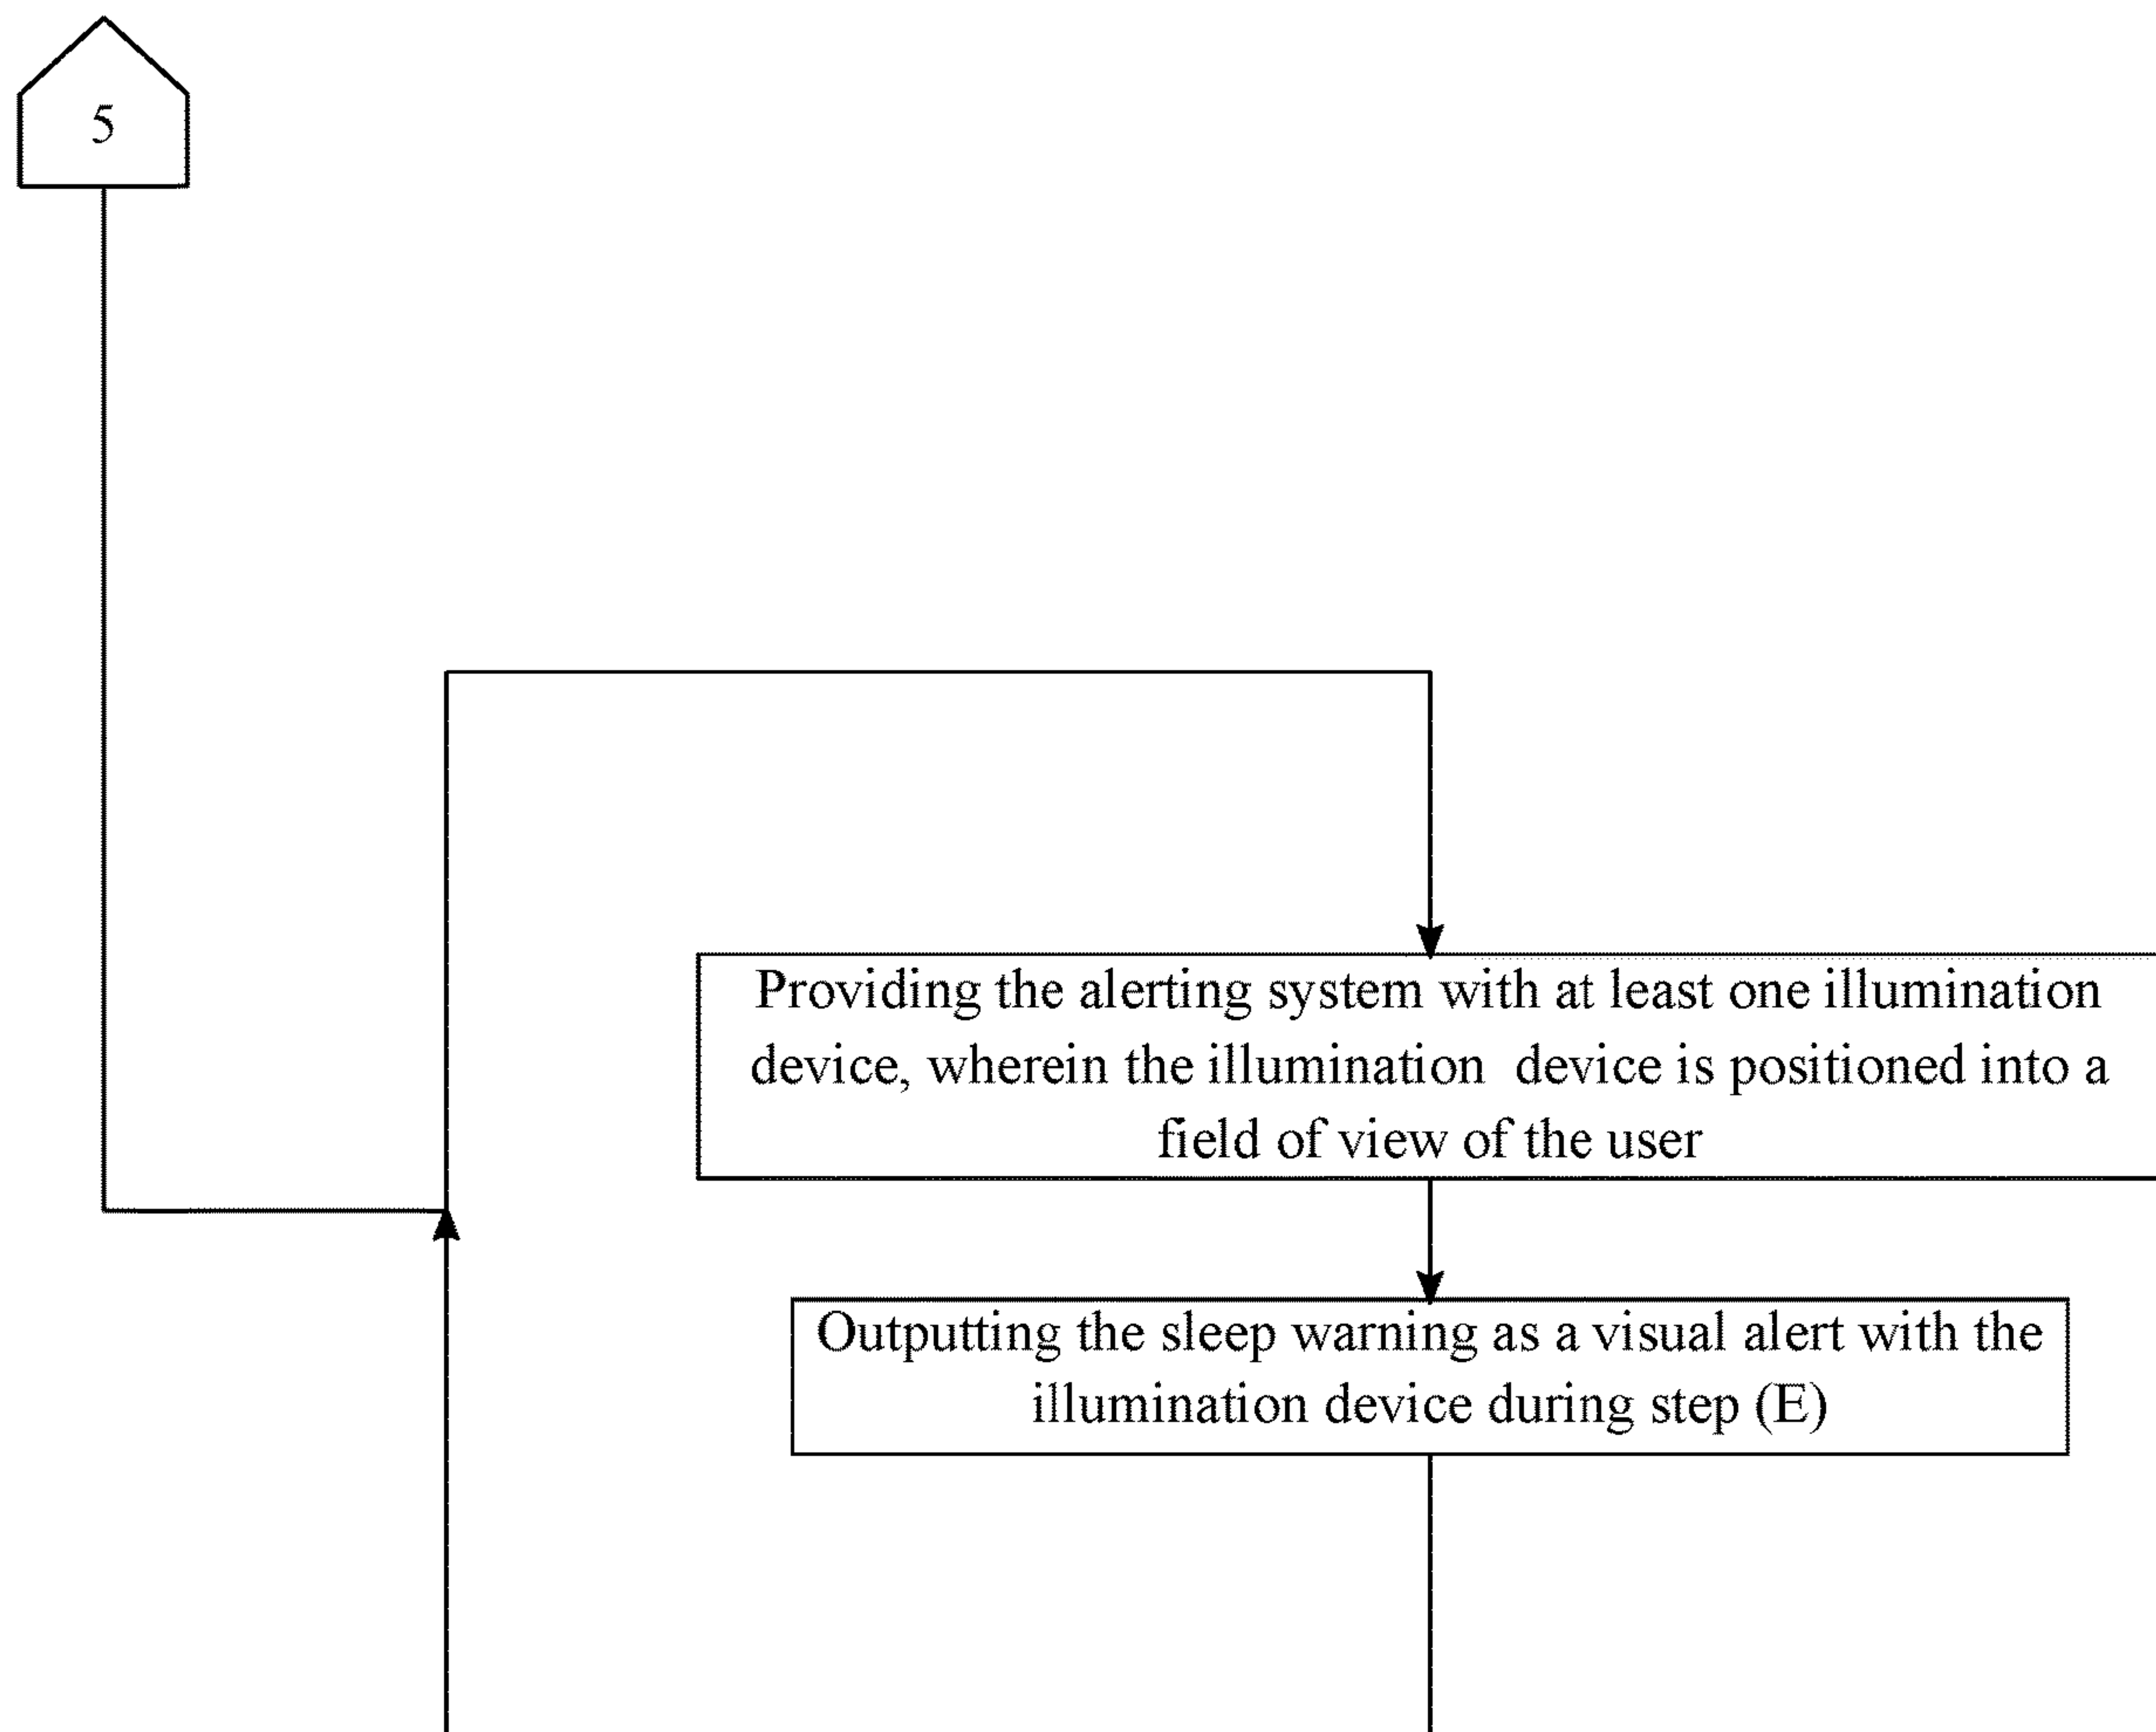 5
Providing the alerting system with at least one illumination
device, wherein the illumination device is positioned into a
field of view of the user
Outputting the sleep warning as a visual alert with the
illumination device during step (E)